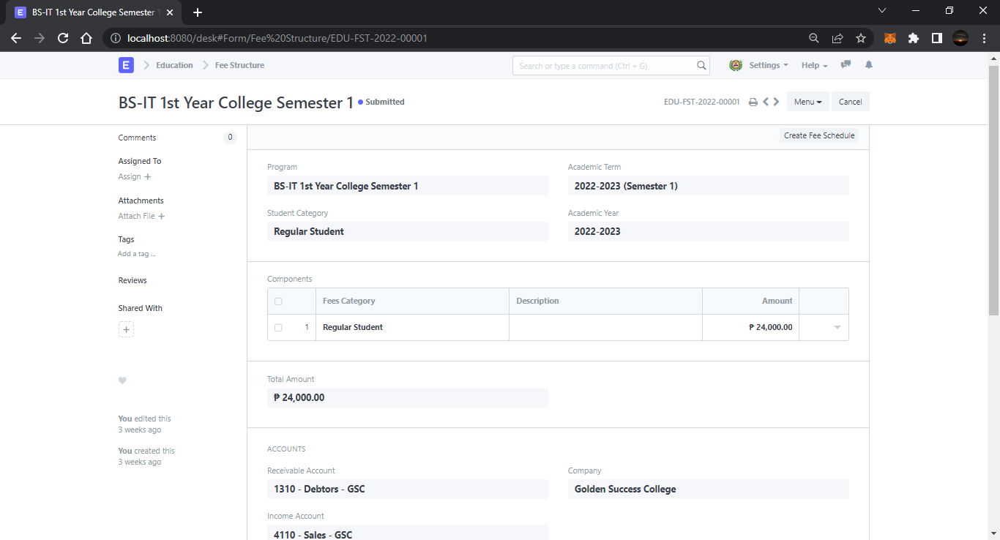 BS-IT 1st Year College Semester 1
localhost:8080/desk#Form/Fee%20Structure/EDU-FST-2022-00001
E Education Fee Structure Search or type a command (Ctrl + G) Settings Help
BS-IT 1st Year College Semester 1 Submitted EDU-FST-2022-00001 Menu Cancel
Comments 0
Assigned To
Assign +
Attachments
Attach File +
Tags
Add a tag ...
Reviews
Shared With
+
You edited this
3 weeks ago
You created this
3 weeks ago
Create Fee Schedule
Program
BS-IT 1st Year College Semester 1
Academic Term
2022-2023 (Semester 1)
Student Category
Regular Student
Academic Year
2022-2023
Components
Fees Category Description Amount
1 Regular Student ₱ 24,000.00
Total Amount
₱ 24,000.00
ACCOUNTS
Receivable Account
1310 - Debtors - GSC
Company
Golden Success College
Income Account
4110 - Sales - GSC